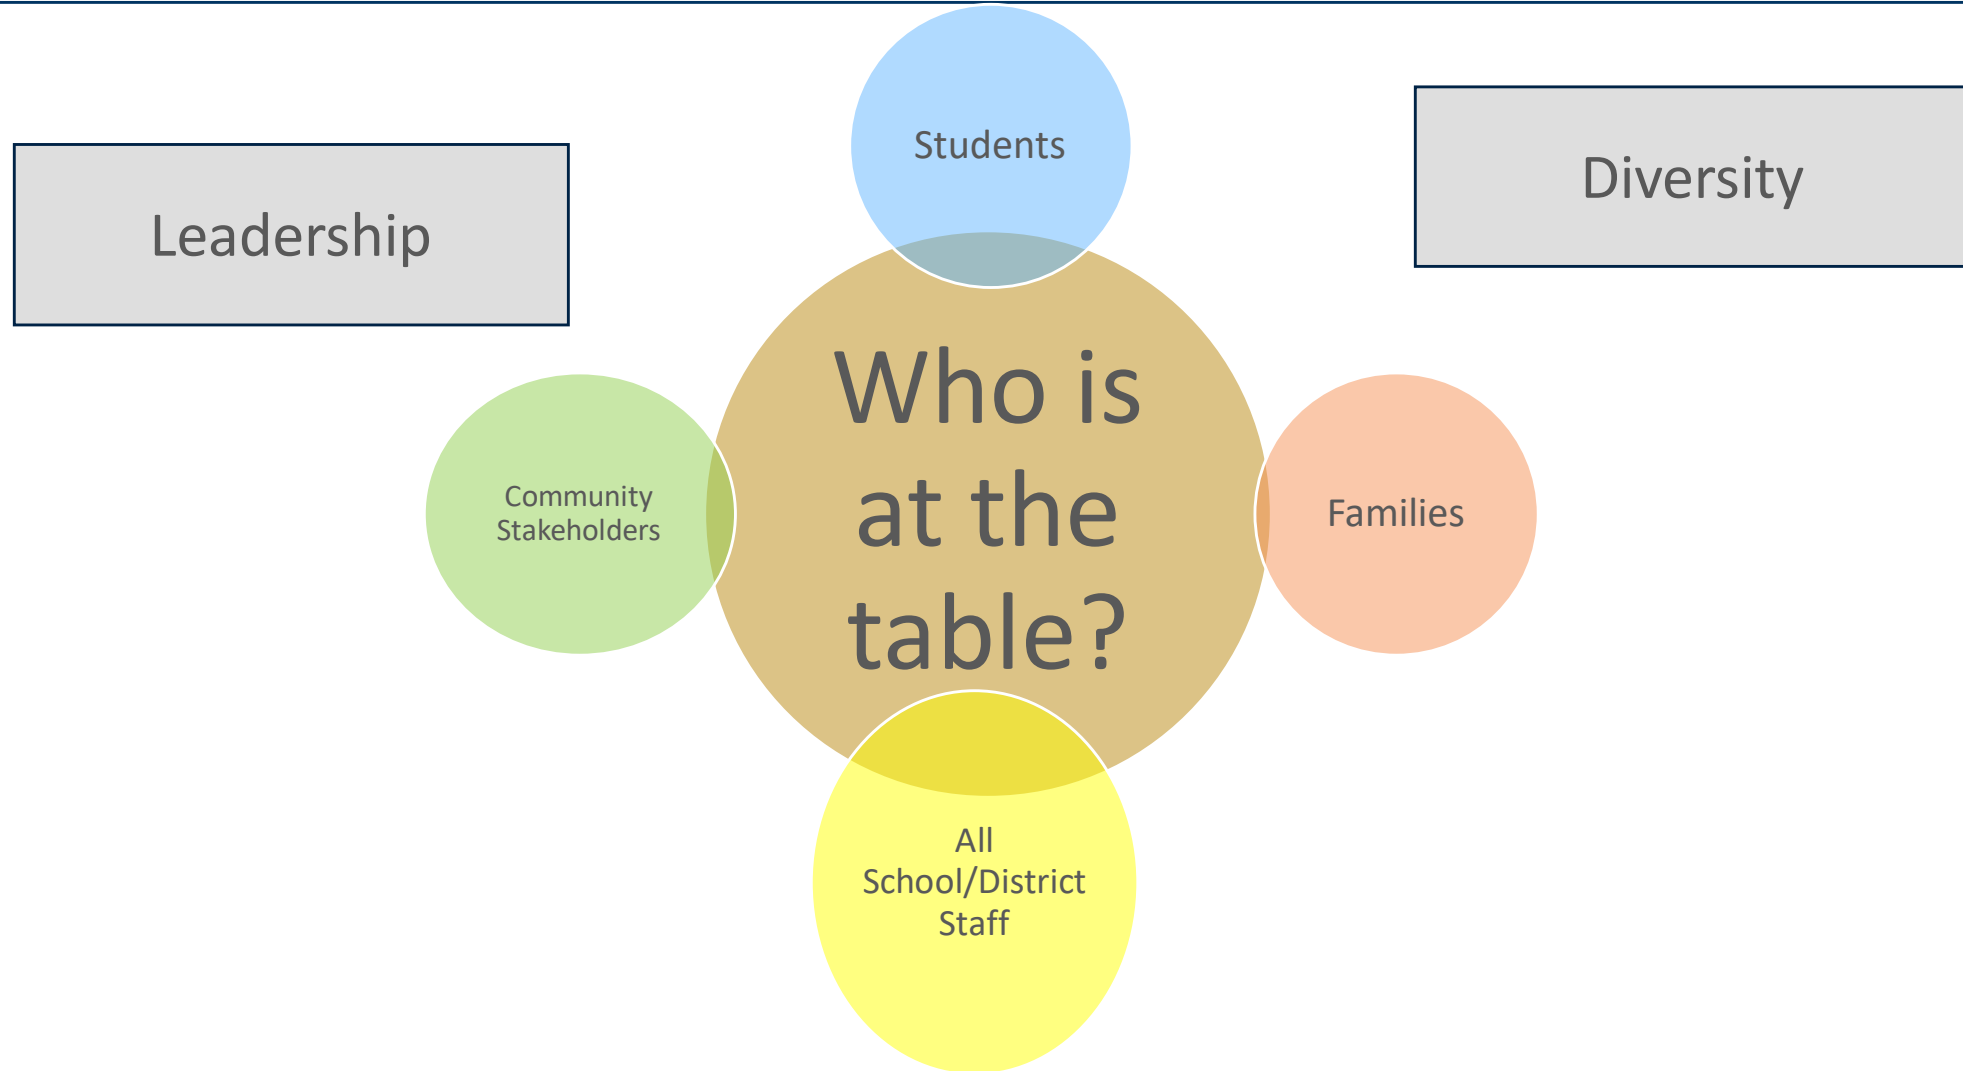 Students
Diversity
Leadership
Who is
at the
table?
Community
Stakeholders
Families
All
School/District
Staff